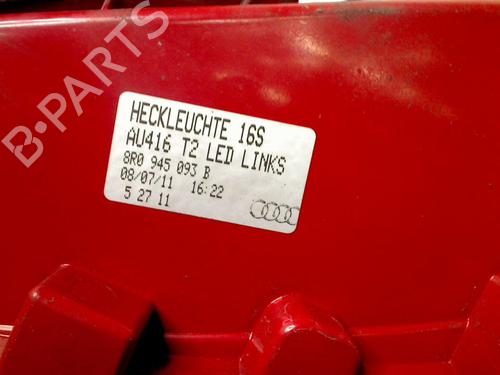 B-PARTS
HECKLEUCHTE 16S
AU416 T2 LED LINKS
8R0 945 093 B
08/07/11 16:22
5 27 11